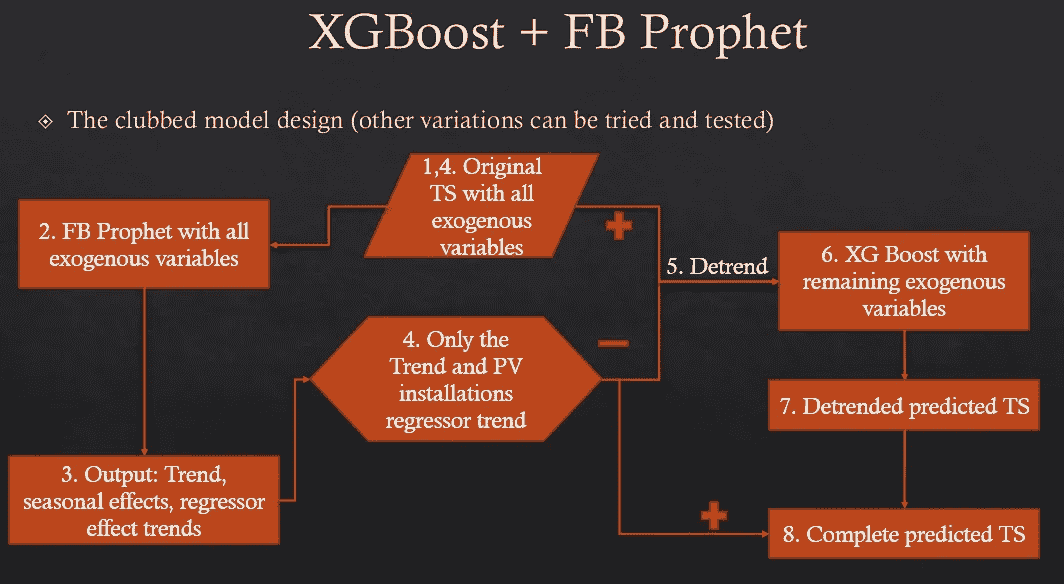 XGBoost + FB Prophet
The clubbed model design (other variations can be tried and tested)
1,4. Original
TS with all
exogenous
variables
2. FB Prophet with all
exogenous variables
5. Detrend
6. XG Boost with
remaining exogenous
variables
4. Only the
Trend and PV
installations
regressor trend
7. Detrended predicted TS
3. Output: Trend,
seasonal effects, regressor
effect trends
8. Complete predicted TS